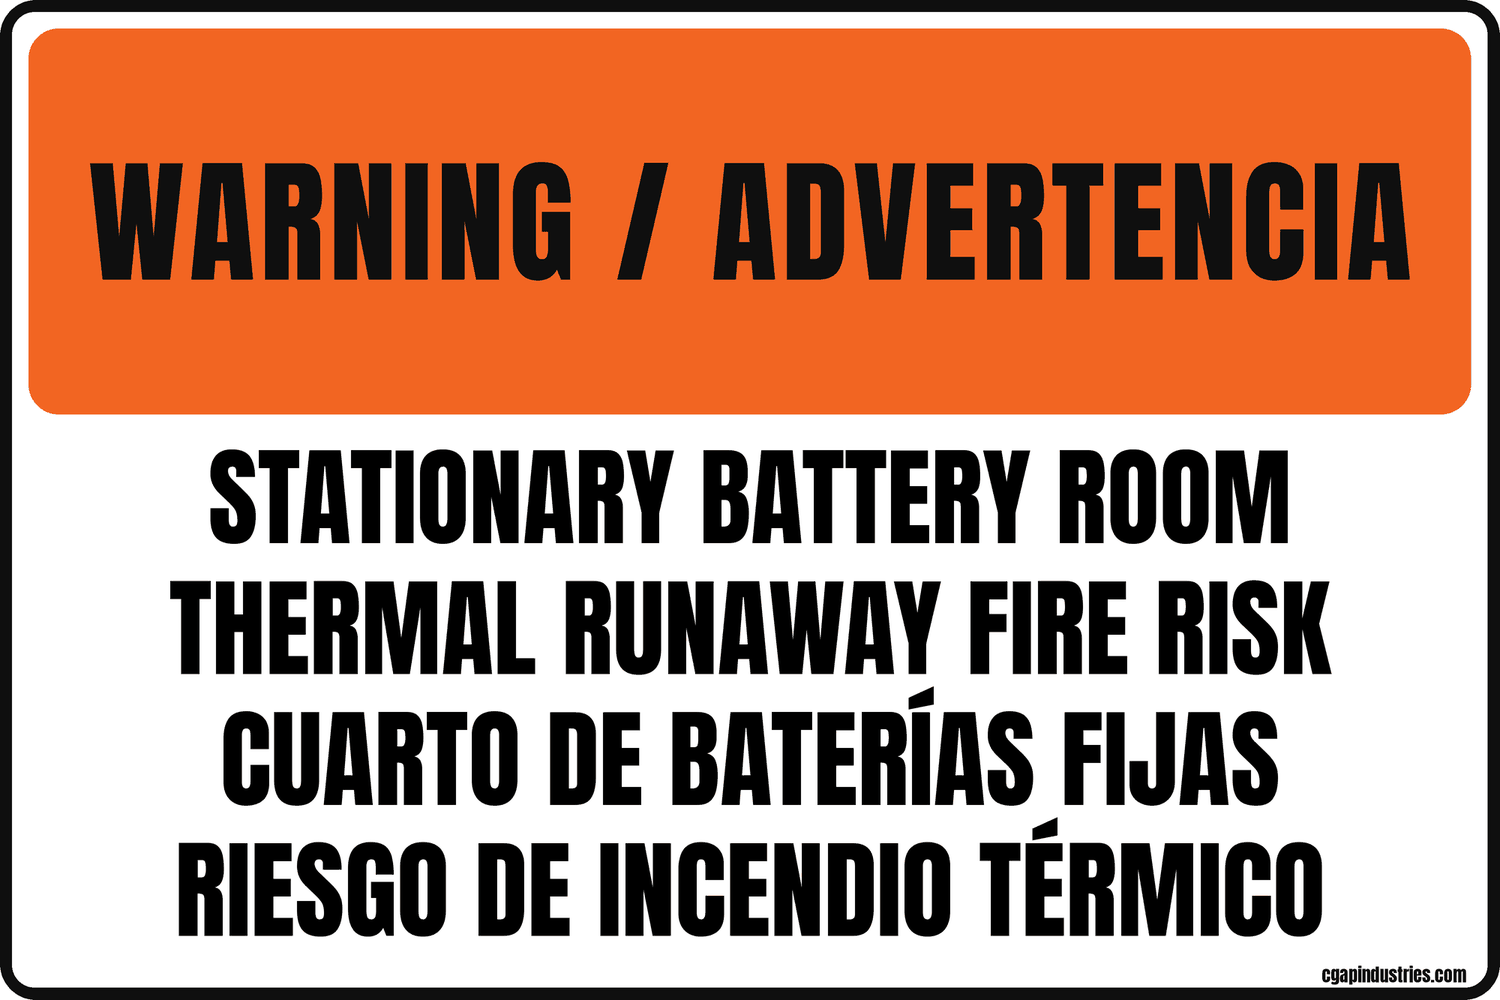 WARNING / ADVERTENCIA
STATIONARY BATTERY ROOM
THERMAL RUNAWAY FIRE RISK
CUARTO DE BATERÍAS FIJAS
RIESGO DE INCENDIO TÉRMICO
cgapindustries.com